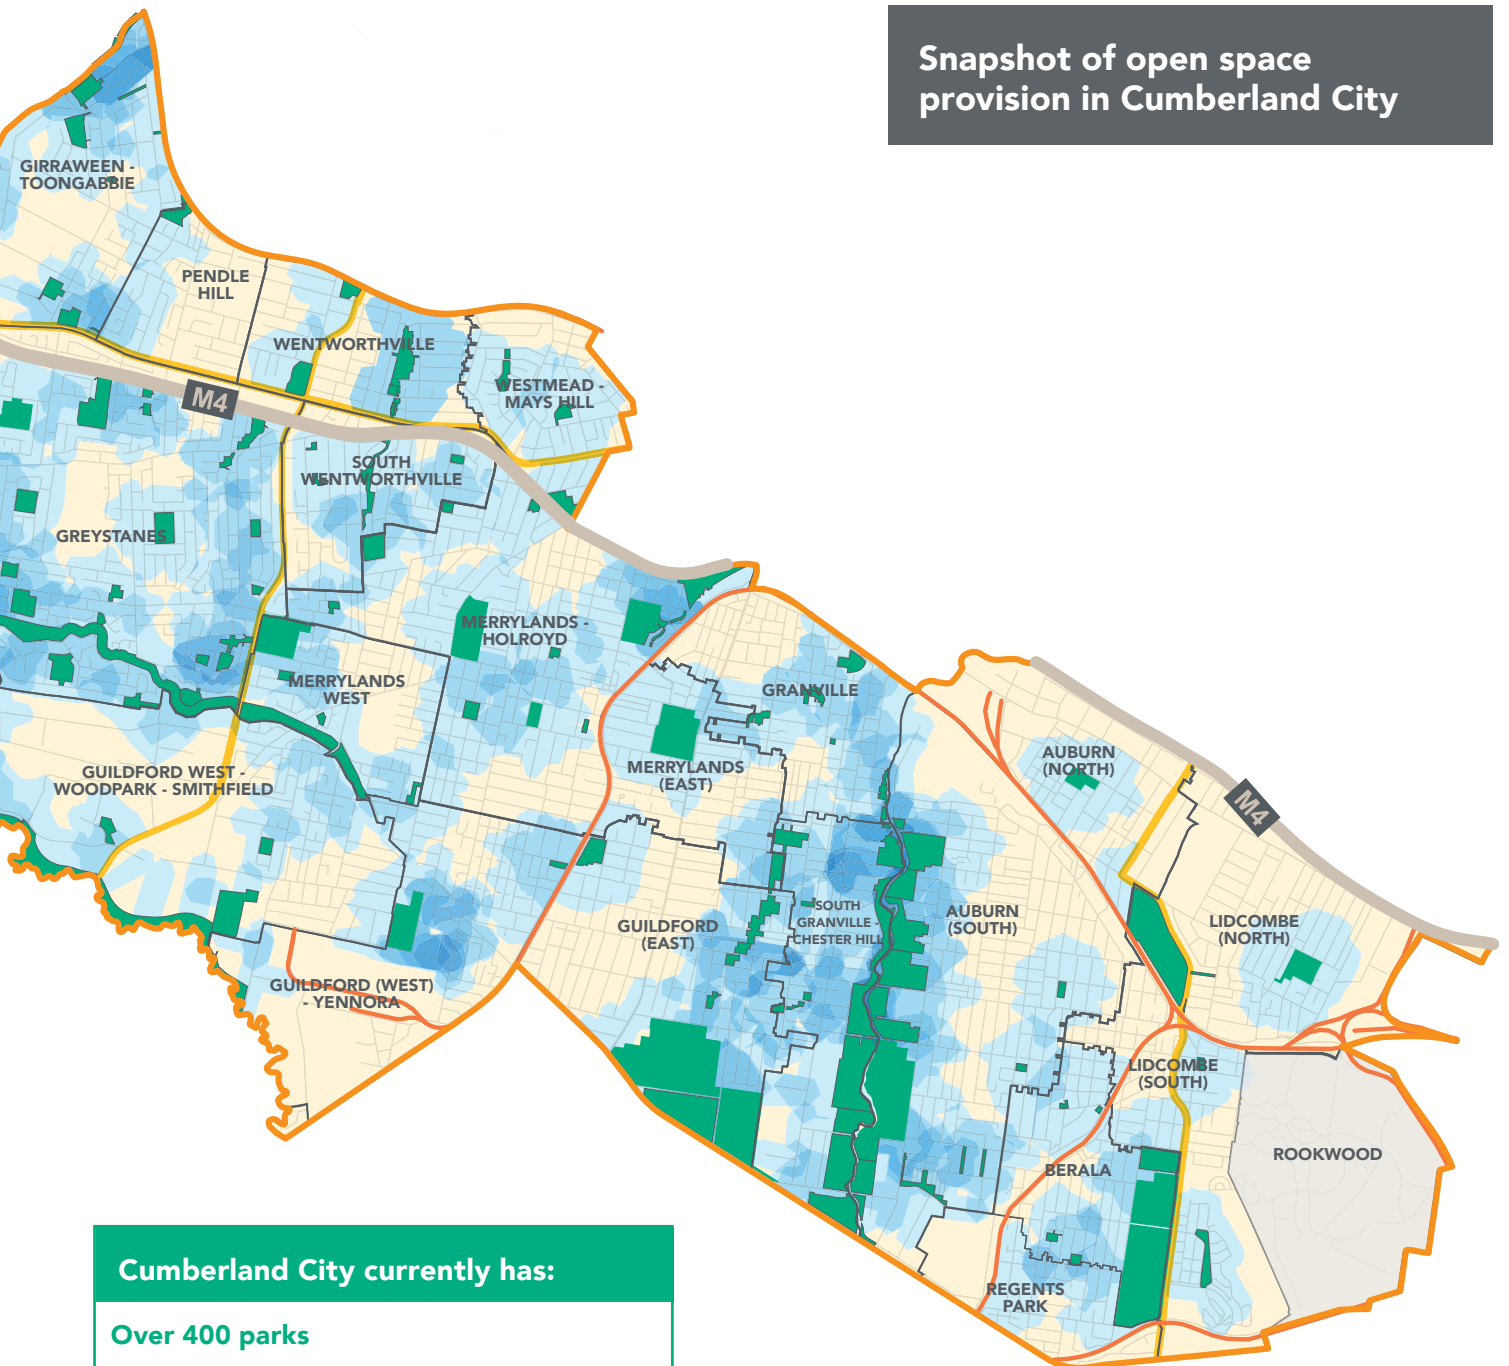 Snapshot of open space
provision in Cumberland City
GIRRAWEEN -
TOONGABBIE
PENDLE
HILL
WENTWORTHVILLE
WESTMEAD -
MAYS HILL
M4
SOUTH
WENTWORTHVILLE
GREYSTANES
MERRYLANDS -
HOLROYD
MERRYLANDS
WEST
GRANVILLE
MERRYLANDS
(EAST)
AUBURN
(NORTH)
GUILDFORD WEST -
WOODPARK - SMITHFIELD
M4
SOUTH
GRANVILLE -
CHESTER HILL
AUBURN
(SOUTH)
LIDCOMBE
(NORTH)
GUILDFORD
(EAST)
GUILDFORD (WEST)
- YENNORA
LIDCOMBE
(SOUTH)
ROOKWOOD
BERALA
REGENTS
PARK
Cumberland City currently has:
Over 400 parks